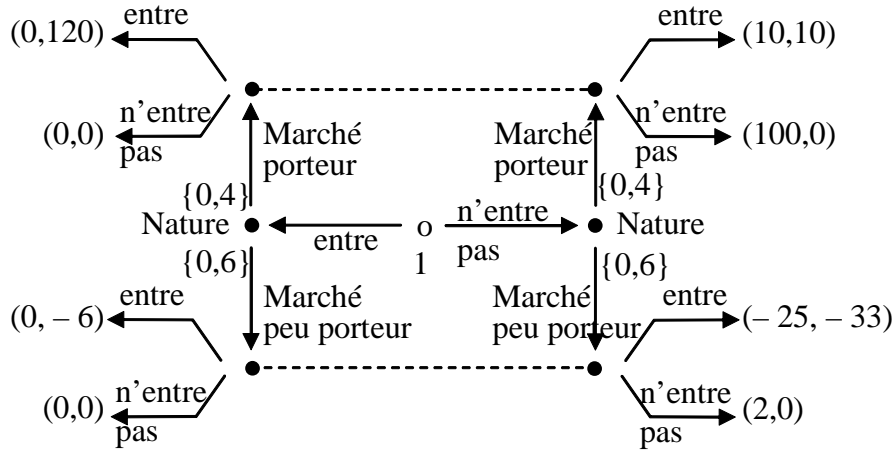 entre
entre
(0,120)
(10,10)
n'entre
pas
n'entre
pas
(0,0)
(100,0)
Marché
porteur
Marché
porteur
{0,4}
{0,4}
Nature
entre
o
1
n'entre
pas
Nature
{0,6}
{0,6}
Marché
peu porteur
Marché
peu porteur
entre
entre
(0, – 6)
(– 25, – 33)
n'entre
pas
n'entre
pas
(0,0)
(2,0)